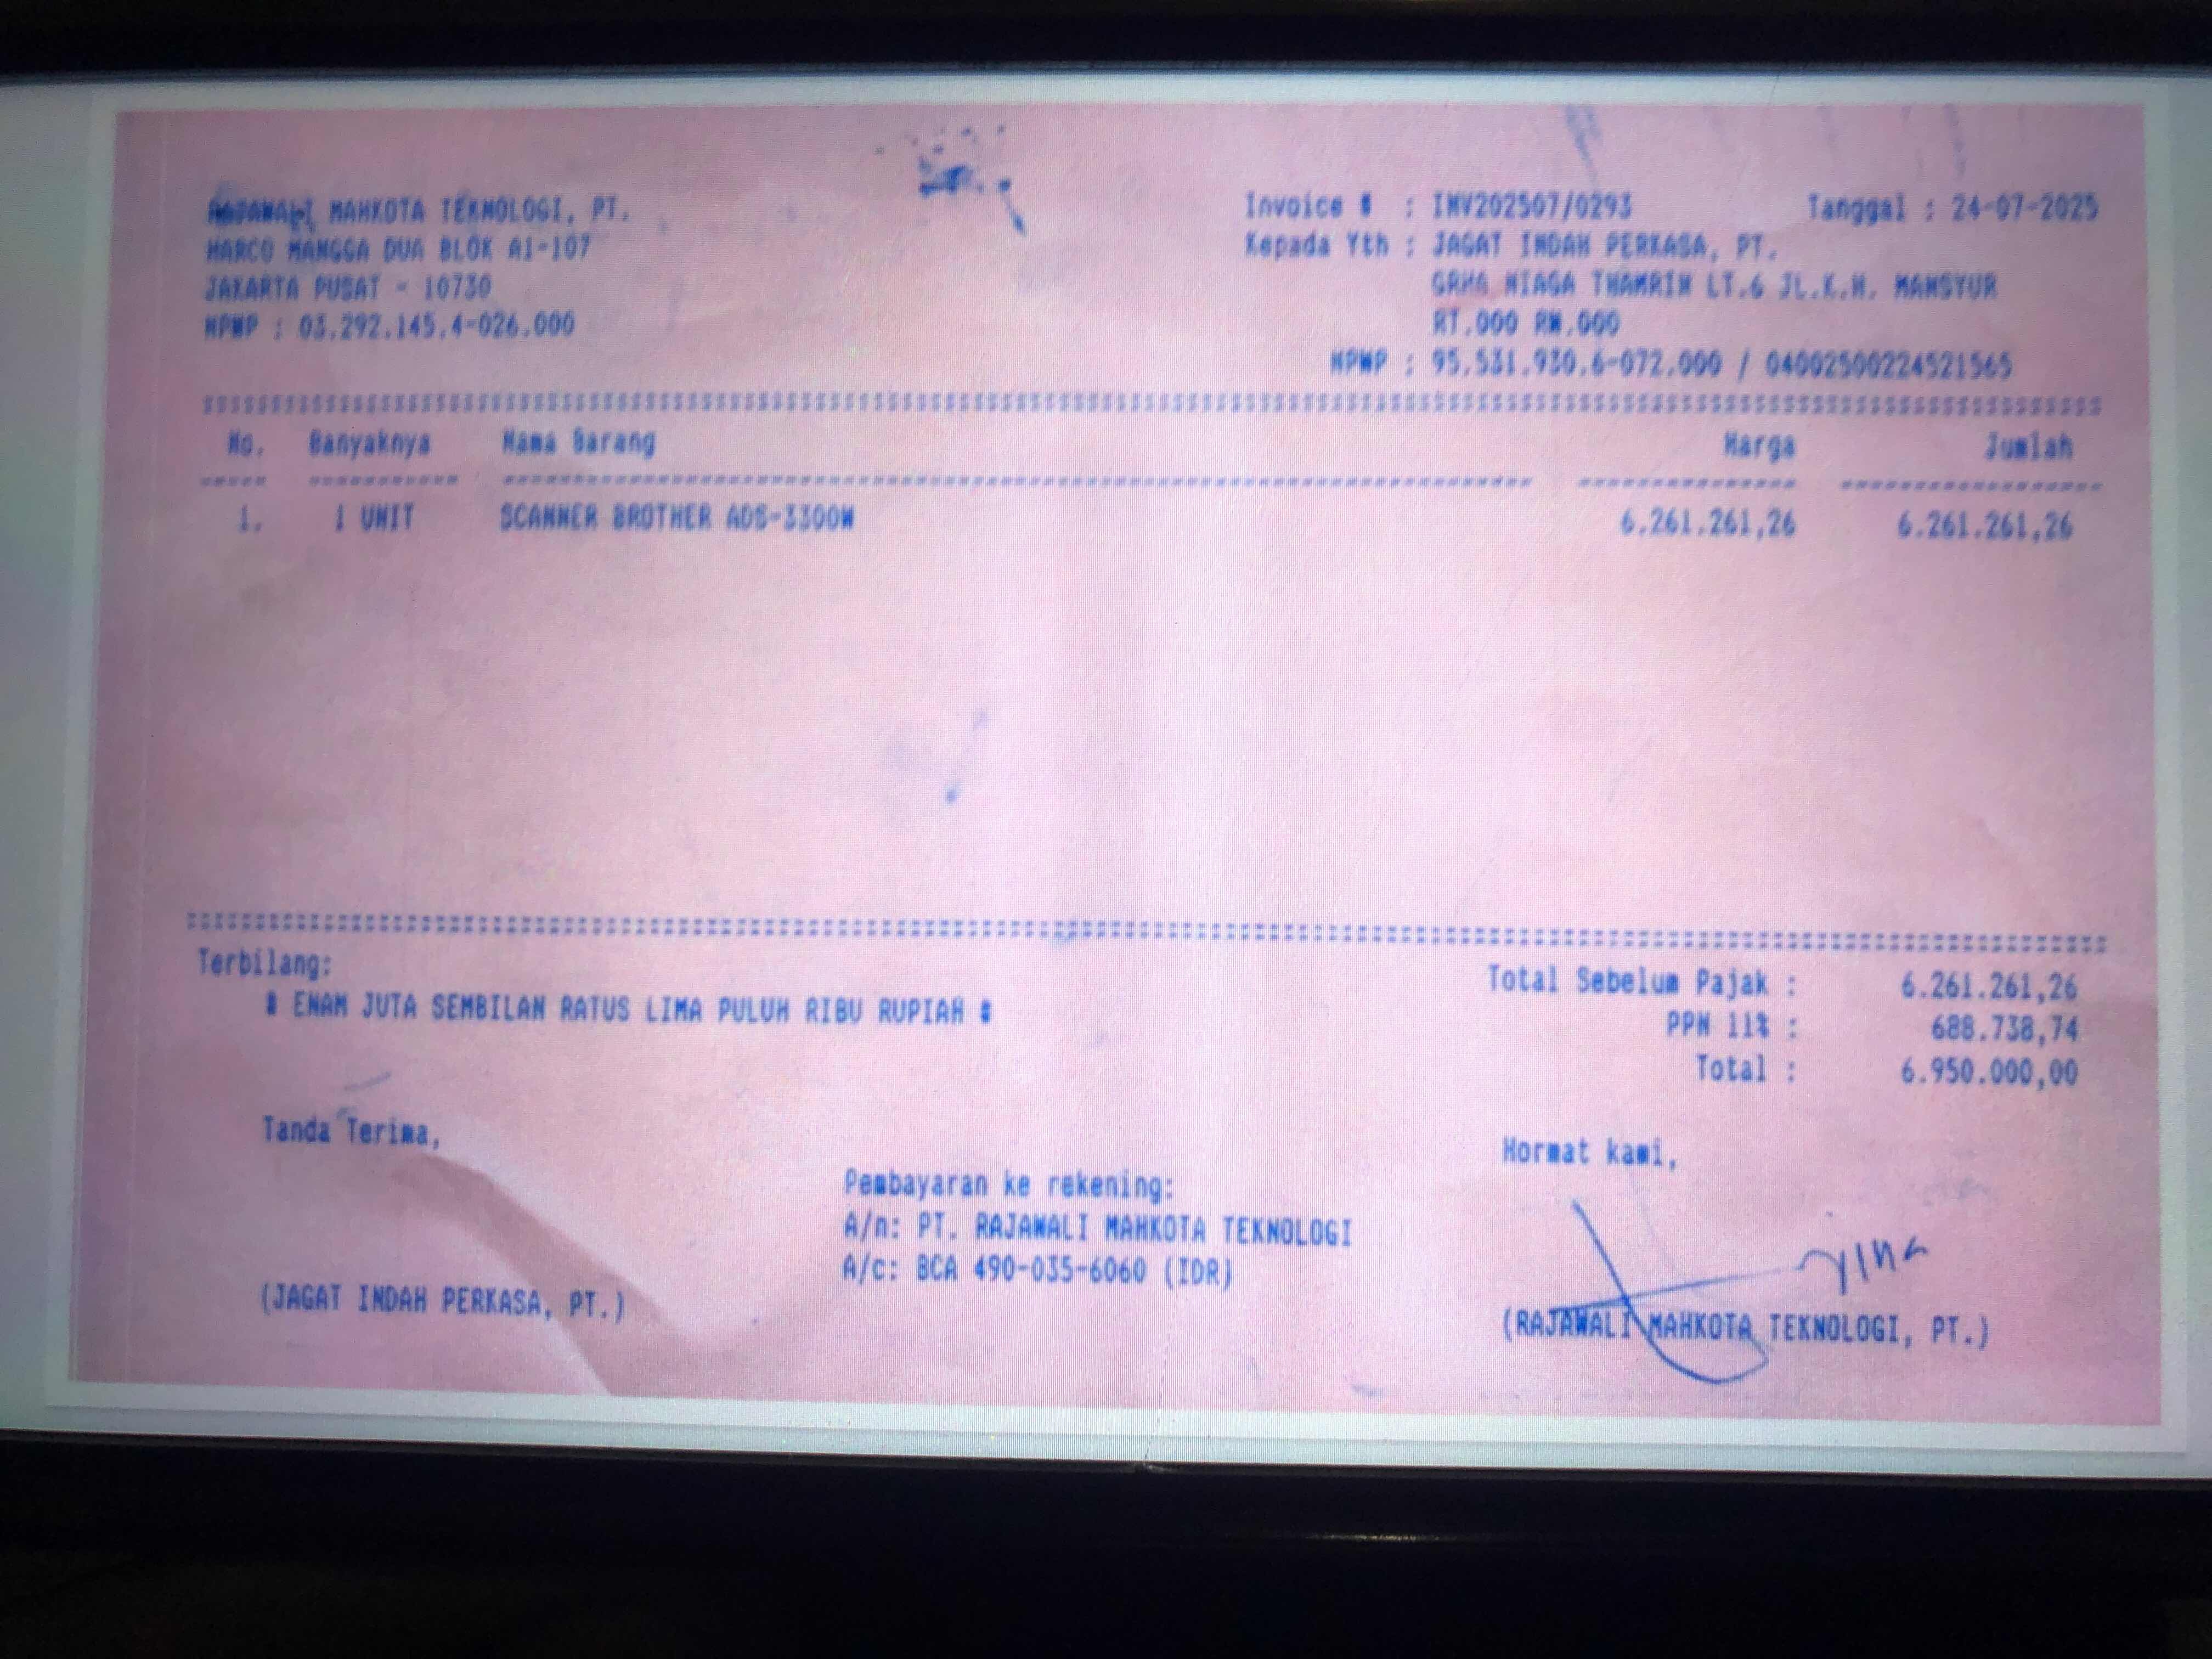 RAJAWALI MAHKOTA TEKNOLOGI, PT.
HARCO MANGGA DUA BLOK A1-107
JAKARTA PUSAT - 10730
NPWP : 03.292.145.4-026.000
Invoice # : INV202507/0293 Tanggal : 24-07-2025
Kepada Yth : JAGAT INDAH PERKASA, PT.
GRHA NIAGA THAMRIN LT.6 JL.K.H. MANSYUR
RT.000 RW.000
NPWP : 95.531.930.6-072.000 / 04002500224521565
No. Banyaknya Nama Barang Harga Jumlah
1. 1 UNIT SCANNER BROTHER ADS-3300W 6.261.261,26 6.261.261,26
Terbilang:
# ENAM JUTA SEMBILAN RATUS LIMA PULUH RIBU RUPIAH #
Total Sebelum Pajak : 6.261.261,26
PPN 11% : 688.738,74
Total : 6.950.000,00
Tanda Terima,
(JAGAT INDAH PERKASA, PT.)
Pembayaran ke rekening:
A/n: PT. RAJAWALI MAHKOTA TEKNOLOGI
A/c: BCA 490-035-6060 (IDR)
Hormat kami,
(RAJAWALI MAHKOTA TEKNOLOGI, PT.)